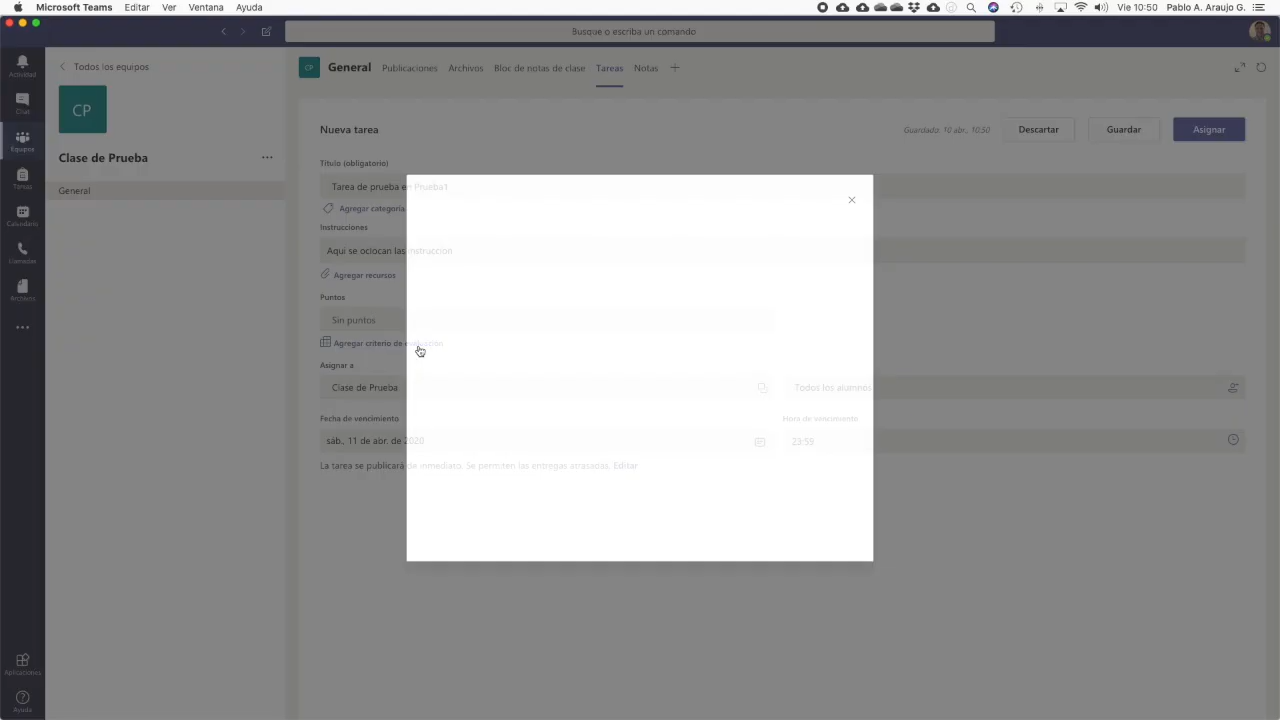 Microsoft Teams Editar Ver Ventana Ayuda
Vie 10:50 Pablo A. Araujo G.
Busque o escriba un comando
Actividad
Chat
Equipos
Tareas
Calendario
Llamadas
Archivos
Aplicaciones
Ayuda
Todos los equipos
CP
Clase de Prueba
General
CP General Publicaciones Archivos Bloc de notas de clase Tareas Notas
Nueva tarea
Guardado: 10 abr., 10:50 Descartar Guardar Asignar
Título (obligatorio)
Tarea de prueba en Prueba1
Agregar categoría
Instrucciones
Aqui se oclocan las instruccion
Agregar recursos
Puntos
Sin puntos
Agregar criterio de evaluación
Asignar a
Clase de Prueba Todos los alumnos
Fecha de vencimiento Hora de vencimiento
sáb., 11 de abr. de 2020 23:59
La tarea se publicará de inmediato. Se permiten las entregas atrasadas. Editar